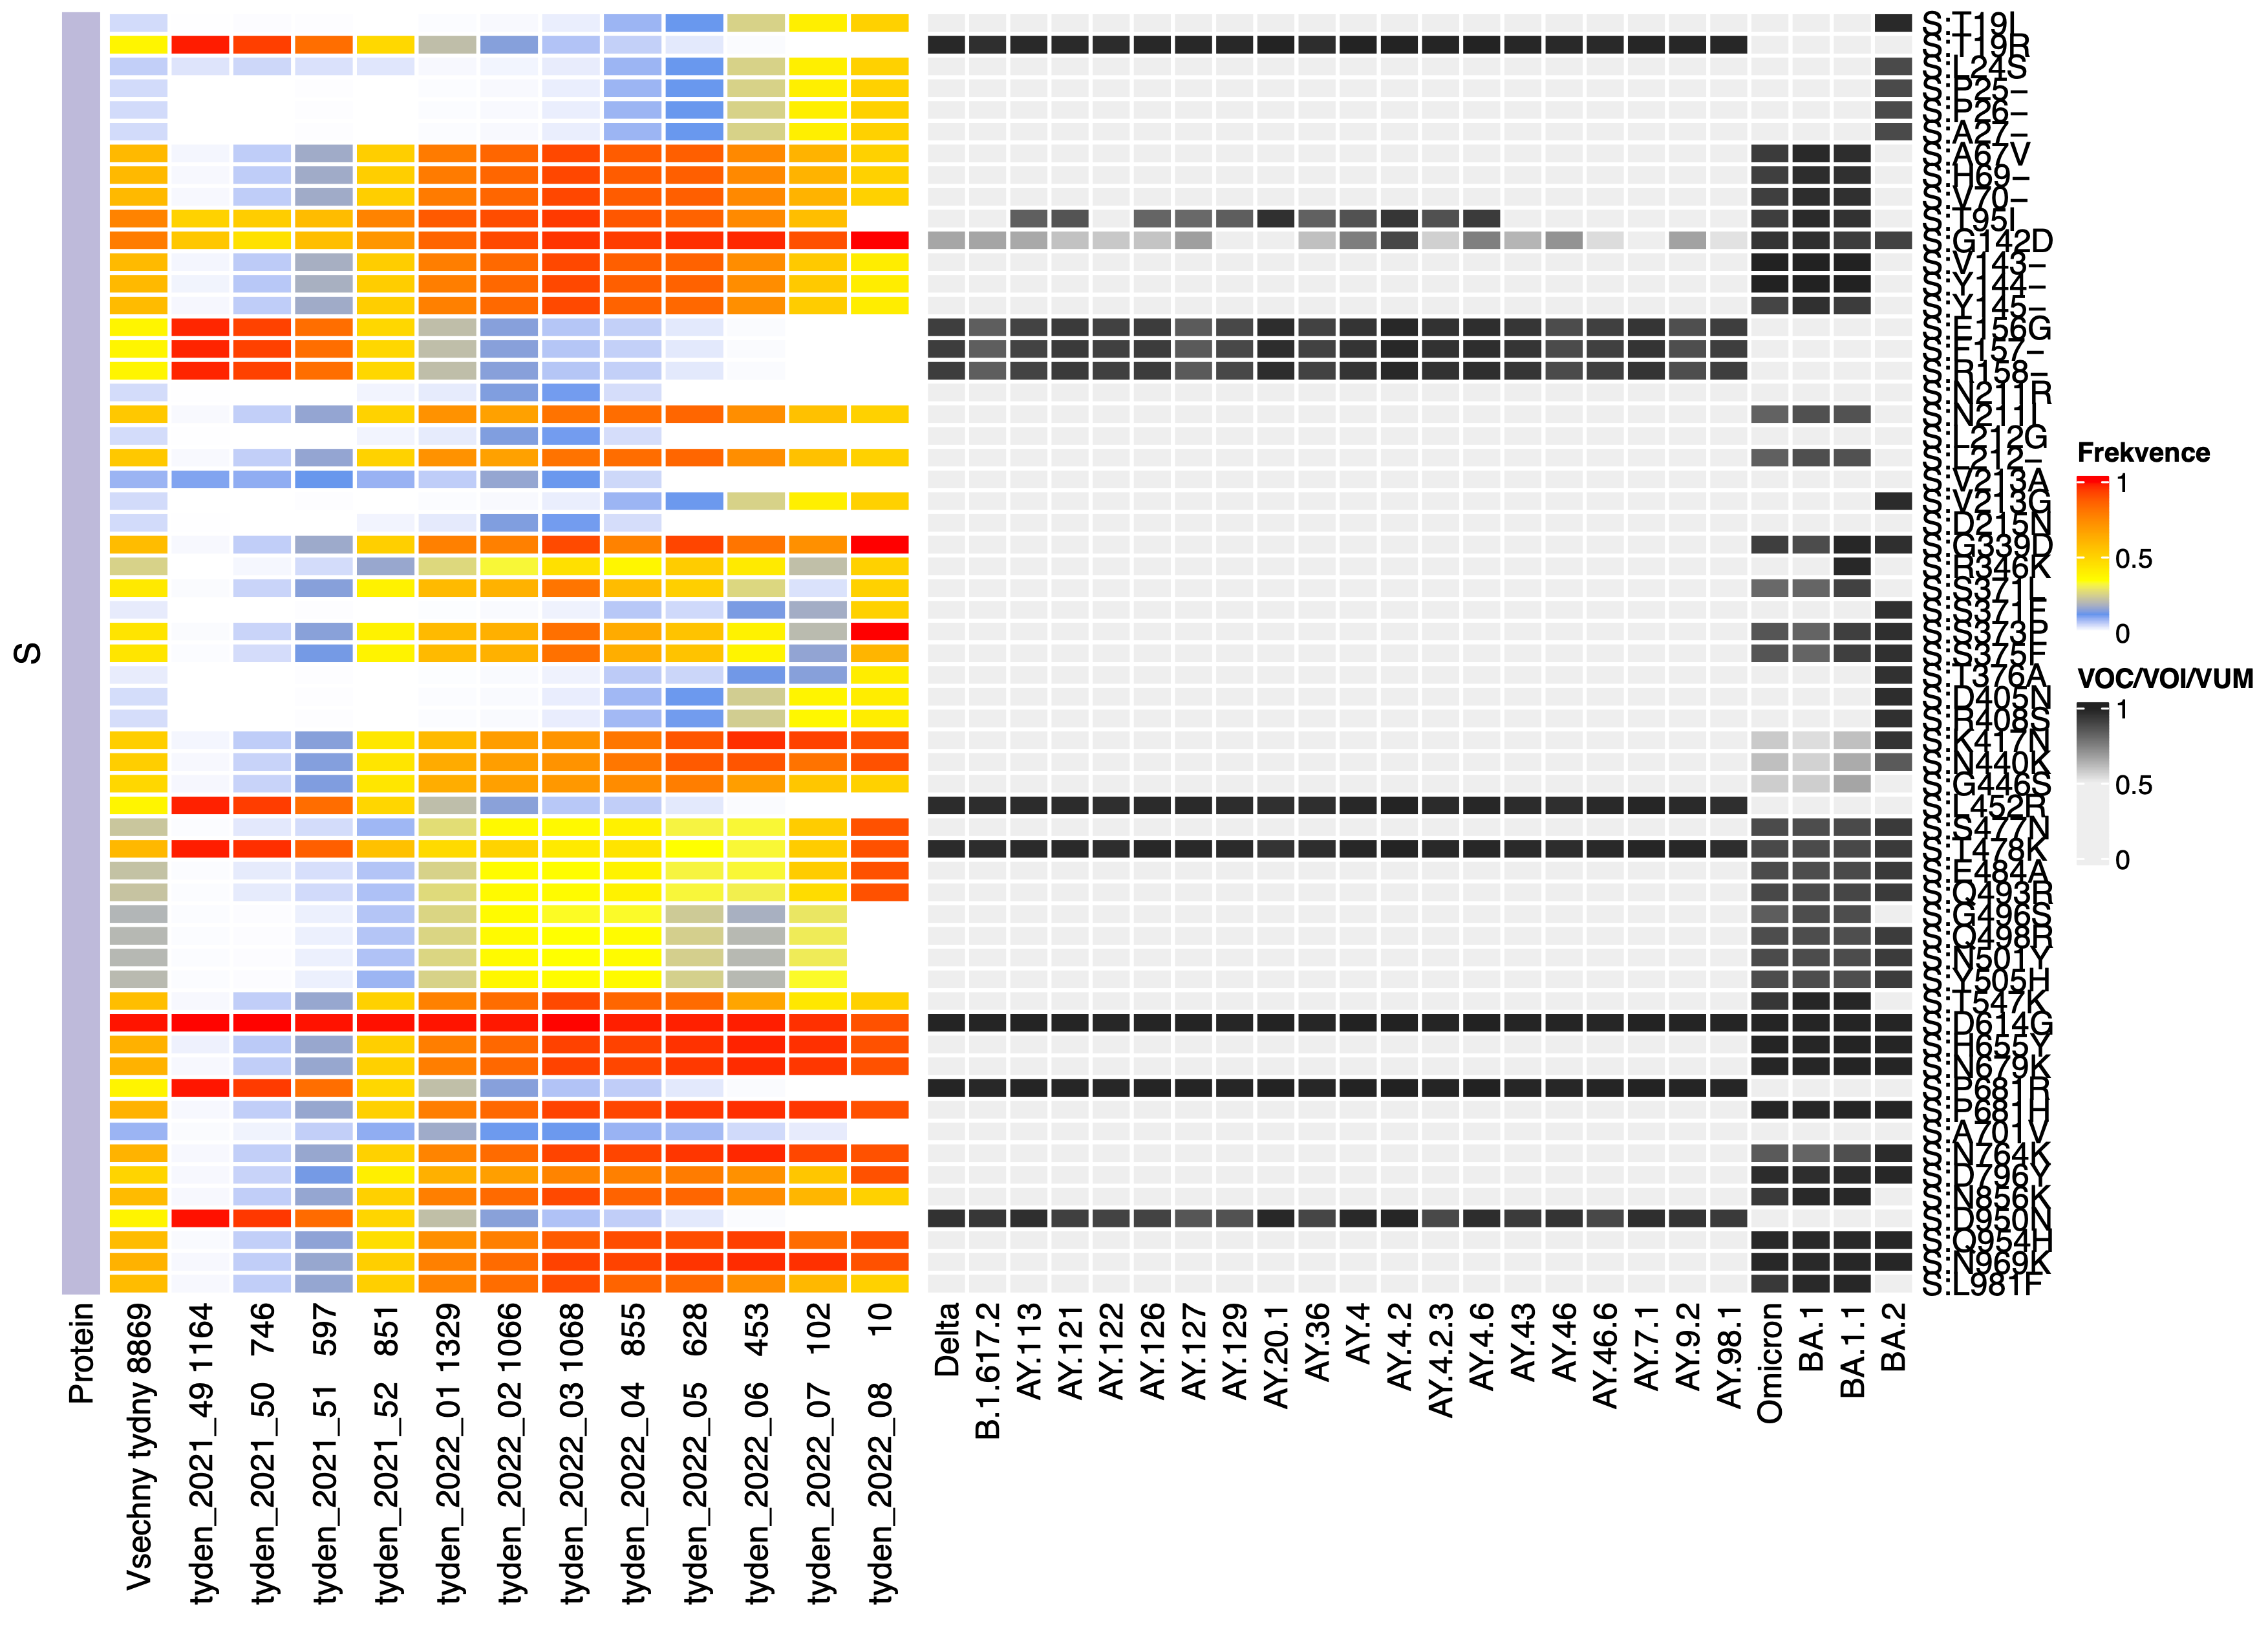 S
S:T19I
S:T19R
S:L24S
S:P25-
S:P26-
S:A27-
S:A67V
S:H69-
S:V70-
S:T95I
S:G142D
S:V143-
S:Y144-
S:Y145-
S:E156G
S:F157-
S:R158-
S:N211R
S:N211I
S:L212G
S:L212-
S:V213A
S:V213G
S:D215N
S:G339D
S:R346K
S:S371L
S:S371F
S:S373P
S:S375F
S:T376A
S:D405N
S:R408S
S:K417N
S:N440K
S:G446S
S:L452R
S:S477N
S:T478K
S:E484A
S:Q493R
S:G496S
S:Q498R
S:N501Y
S:Y505H
S:T547K
S:D614G
S:H655Y
S:N679K
S:P681R
S:P681H
S:A701V
S:N764K
S:D796Y
S:N856K
S:D950N
S:Q954H
S:N969K
S:L981F
Frekvence
1
0.5
0
VOC/VOI/VUM
1
0.5
0
Protein
Vsechny tydny 8869
tyden_2021_49 1164
tyden_2021_50 746
tyden_2021_51 597
tyden_2021_52 851
tyden_2022_01 1329
tyden_2022_02 1066
tyden_2022_03 1068
tyden_2022_04 855
tyden_2022_05 628
tyden_2022_06 453
tyden_2022_07 102
tyden_2022_08 10
Delta
B.1.617.2
AY.113
AY.121
AY.122
AY.126
AY.127
AY.129
AY.20.1
AY.36
AY.4
AY.4.2
AY.4.2.3
AY.4.6
AY.43
AY.46
AY.46.6
AY.7.1
AY.9.2
AY.98.1
Omicron
BA.1
BA.1.1
BA.2